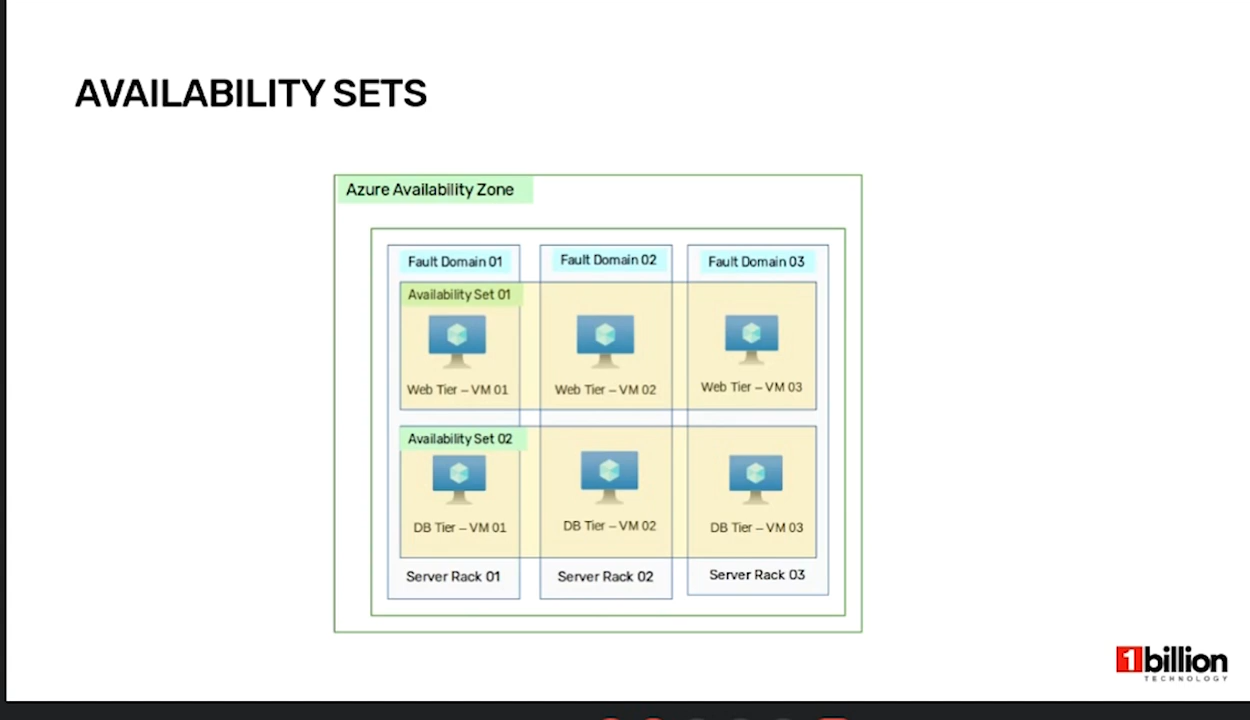 AVAILABILITY SETS
Azure Availability Zone
Fault Domain 01
Fault Domain 02
Fault Domain 03
Availability Set 01
Web Tier – VM 01
Web Tier – VM 02
Web Tier – VM 03
Availability Set 02
DB Tier – VM 01
DB Tier – VM 02
DB Tier – VM 03
Server Rack 01
Server Rack 02
Server Rack 03
1billion
TECHNOLOGY